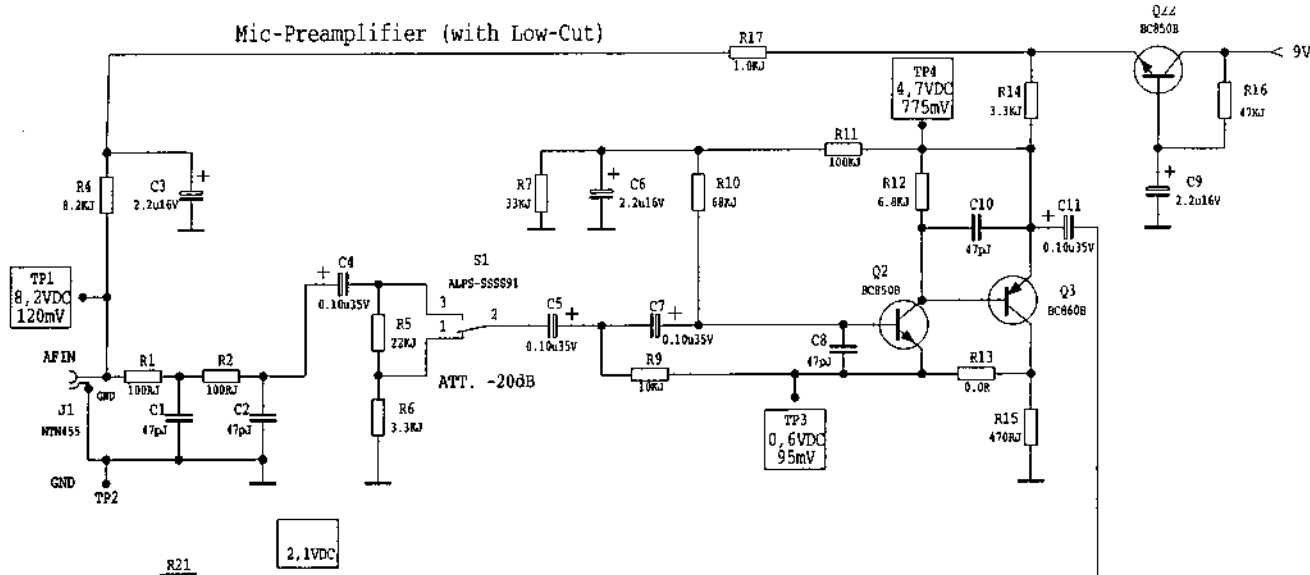 Mic-Preamplifier (with Low-Cut)
R17
1.0KJ
Q22
BC850B
9V
TP4
4,7VDC
775mV
R14
3.3KJ
R16
47KJ
R11
100KJ
R4
8.2KJ
C3
2.2u16V
R7
33KJ
C6
2.2u16V
R10
68KJ
R12
6.8KJ
C10
47pJ
C11
0.10u35V
C9
2.2u16V
TP1
8,2VDC
120mV
C4
0.10u35V
S1
ALPS-SSSS91
3
1
2
R5
22KJ
C5
0.10u35V
C7
0.10u35V
Q2
BC850B
Q3
BC860B
C8
47pJ
AFIN
R1
100RJ
R2
100RJ
ATT. -20dB
R9
10KJ
R13
0.0R
GND
J1
NTM455
C1
47pJ
C2
47pJ
R6
3.3KJ
TP3
0,6VDC
95mV
R15
470RJ
GND
TP2
2,1VDC
R21